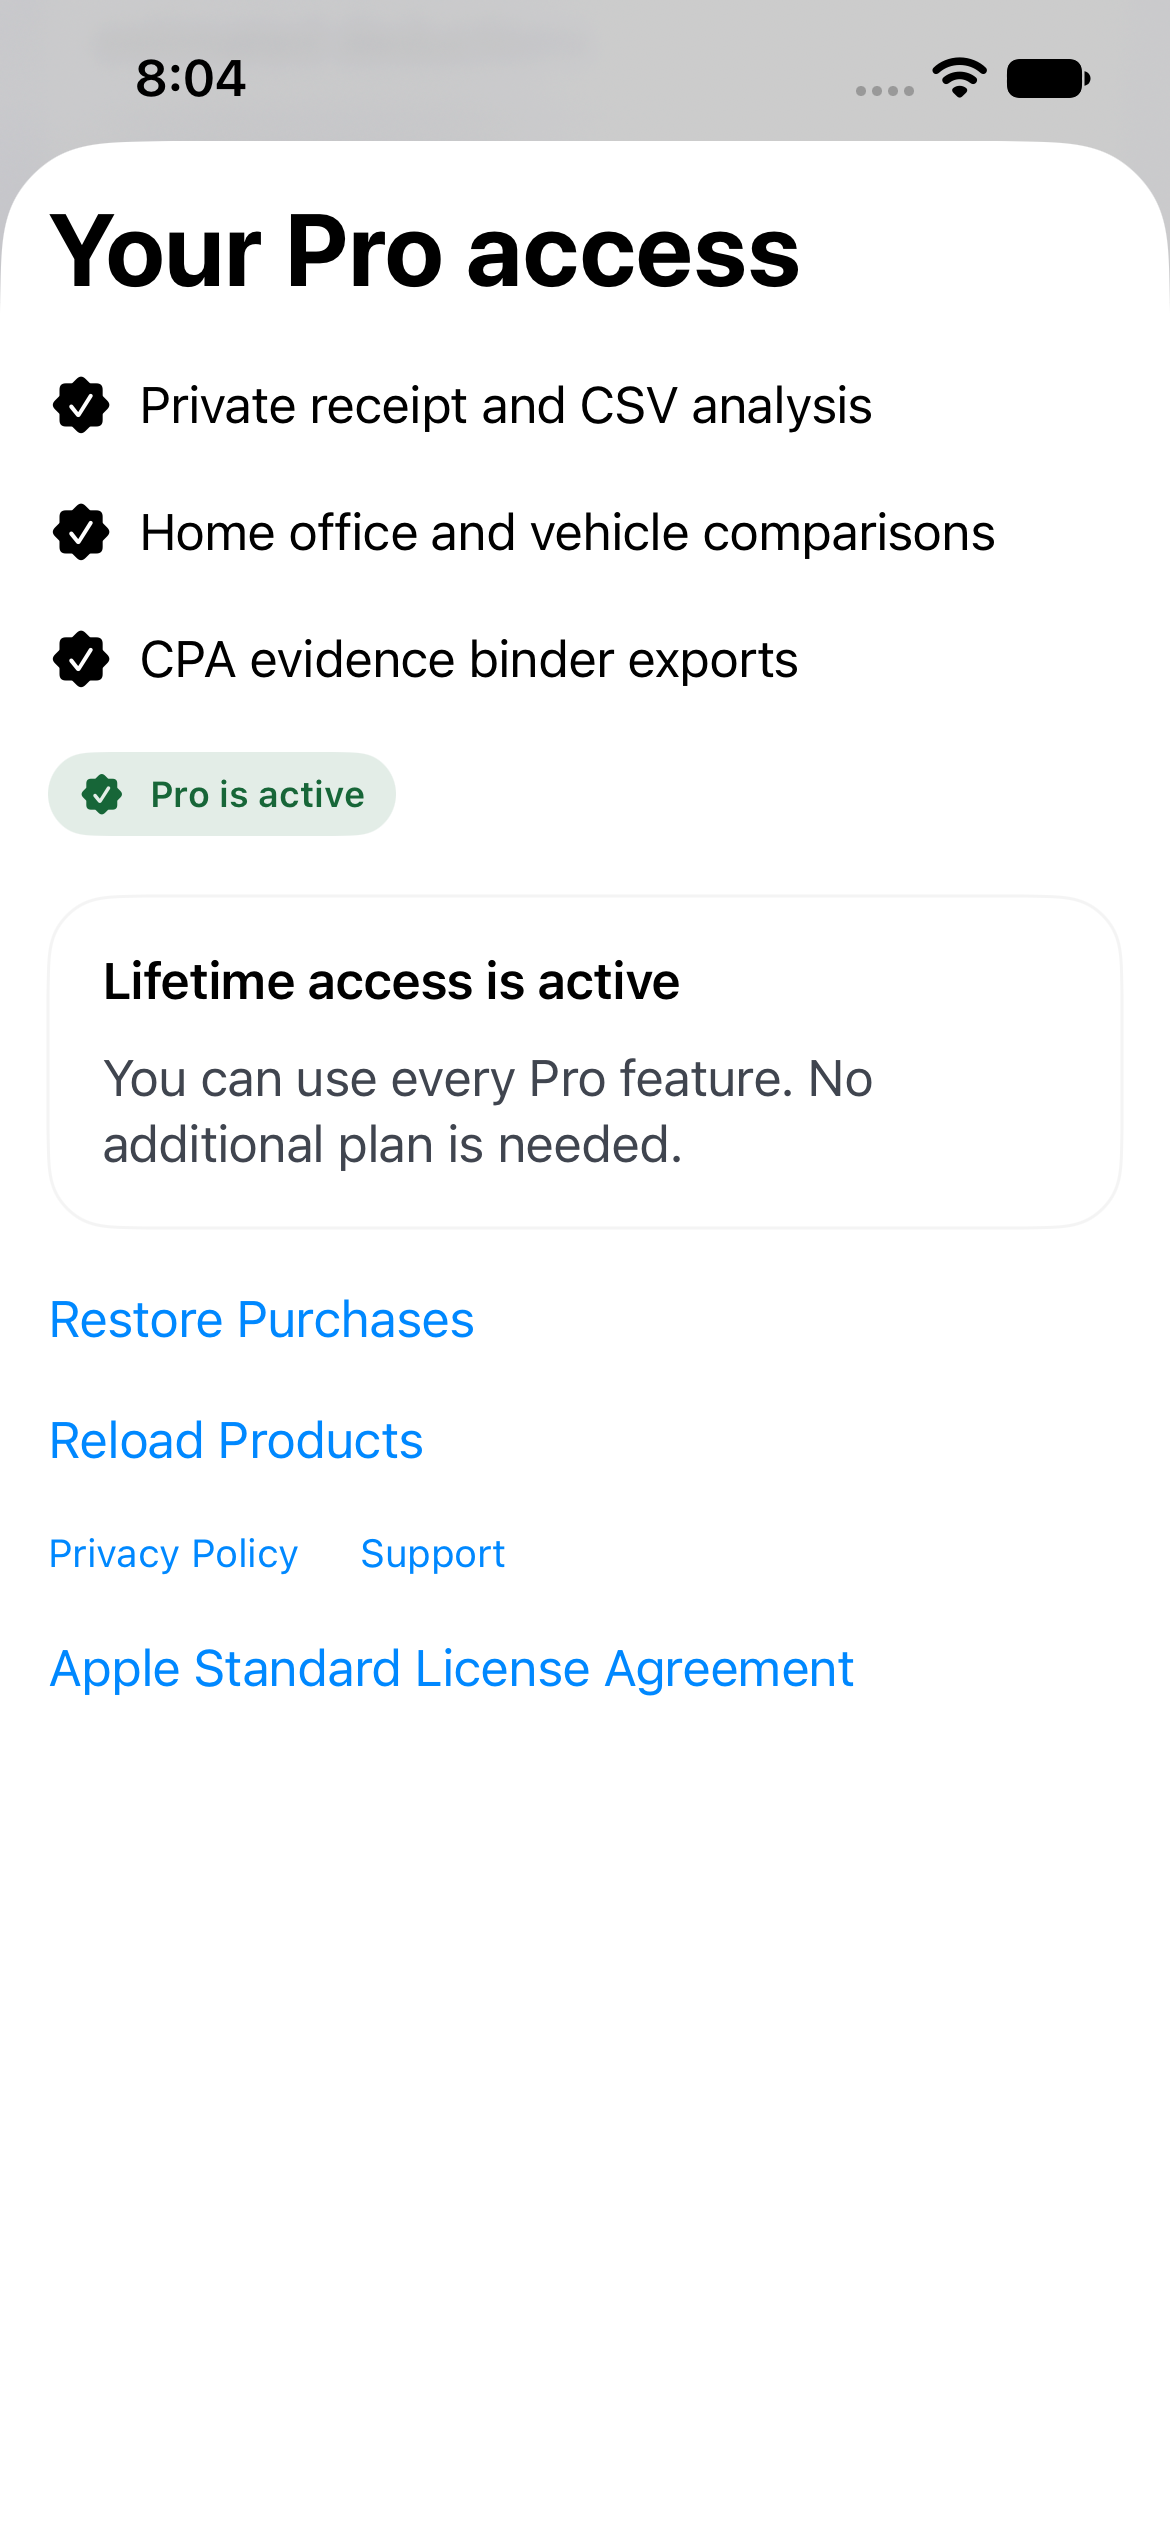 8:04
Your Pro access
Private receipt and CSV analysis
Home office and vehicle comparisons
CPA evidence binder exports
Pro is active
Lifetime access is active
You can use every Pro feature. No
additional plan is needed.
Restore Purchases
Reload Products
Privacy Policy Support
Apple Standard License Agreement